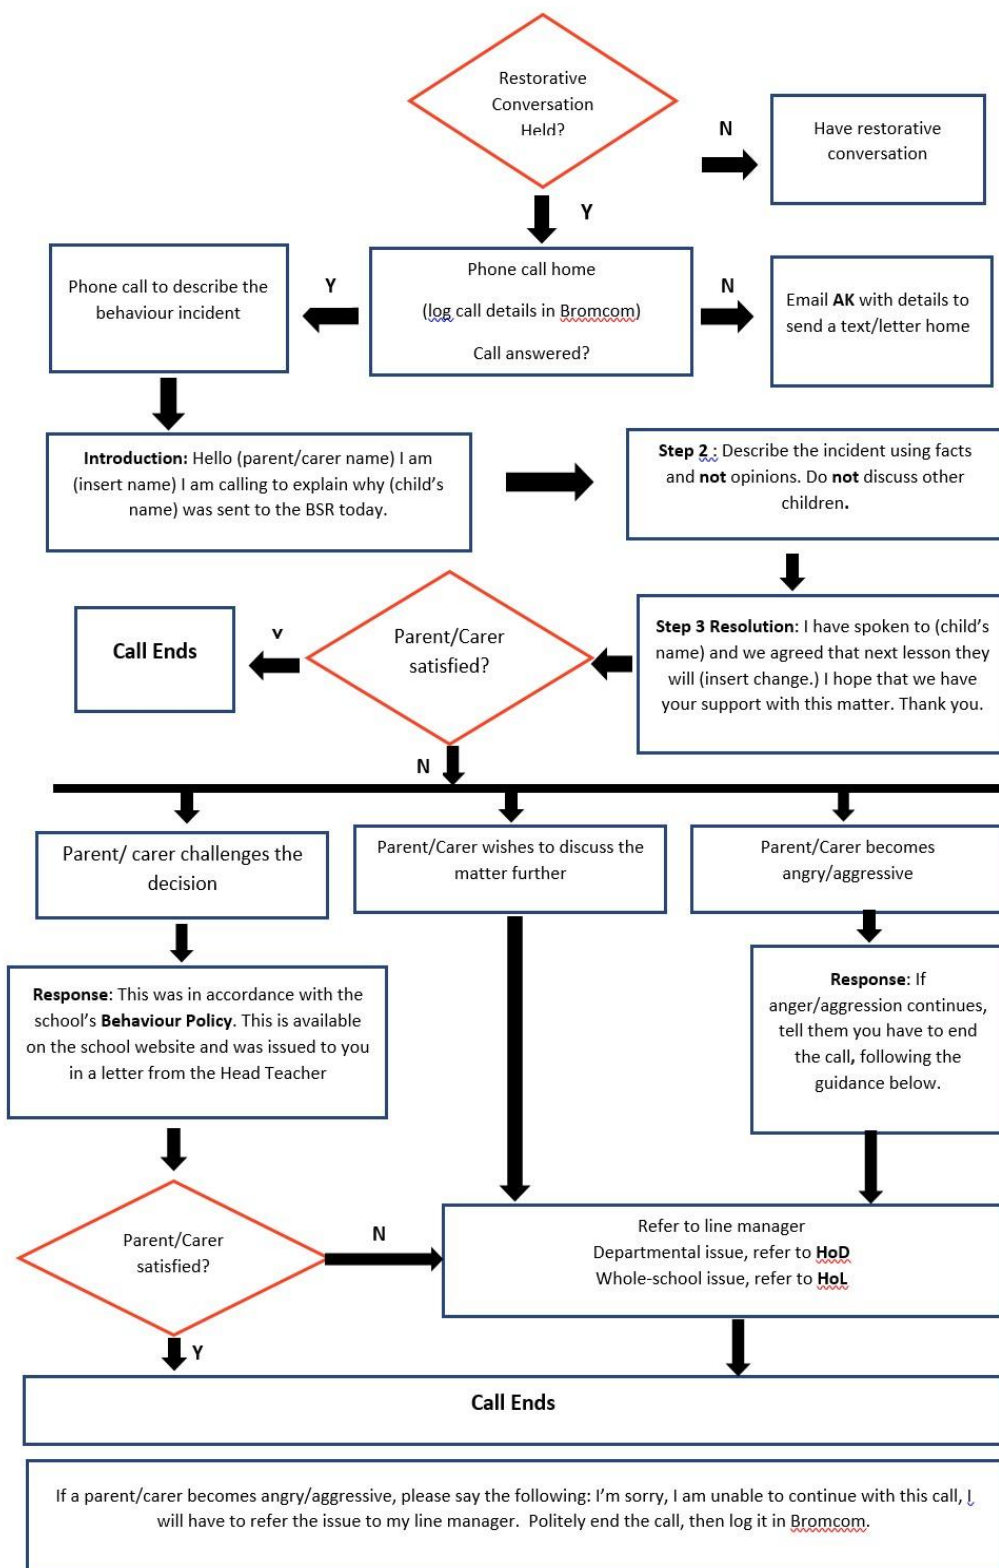 Restorative
Conversation
Held?
N
Have restorative
conversation
Y
Phone call to describe the
behaviour incident
Y
Phone call home
(log call details in Bromcom)
Call answered?
N
Email AK with details to
send a text/letter home
Introduction: Hello (parent/carer name) I am
(insert name) I am calling to explain why (child's
name) was sent to the BSR today.
Step 2 : Describe the incident using facts
and not opinions. Do not discuss other
children.
Call Ends
Y
Parent/Carer
satisfied?
Step 3 Resolution: I have spoken to (child's
name) and we agreed that next lesson they
will (insert change.) I hope that we have
your support with this matter. Thank you.
N
Parent/ carer challenges the
decision
Parent/Carer wishes to discuss the
matter further
Parent/Carer becomes
angry/aggressive
Response: This was in accordance with the
school's Behaviour Policy. This is available
on the school website and was issued to you
in a letter from the Head Teacher
Response: If
anger/aggression continues,
tell them you have to end
the call, following the
guidance below.
Parent/Carer
satisfied?
N
Refer to line manager
Departmental issue, refer to HoD
Whole-school issue, refer to HoL
Y
Call Ends
If a parent/carer becomes angry/aggressive, please say the following: I'm sorry, I am unable to continue with this call, I
will have to refer the issue to my line manager.  Politely end the call, then log it in Bromcom.